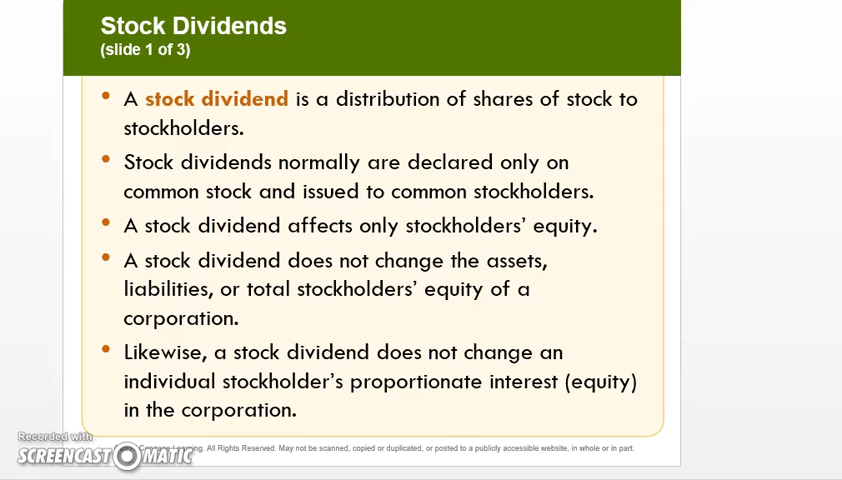 Stock Dividends
(slide 1 of 3)
• A stock dividend is a distribution of shares of stock to
stockholders.
• Stock dividends normally are declared only on
common stock and issued to common stockholders.
• A stock dividend affects only stockholders’ equity.
• A stock dividend does not change the assets,
liabilities, or total stockholders’ equity of a
corporation.
• Likewise, a stock dividend does not change an
individual stockholder’s proportionate interest (equity)
in the corporation.
Recorded with
Cengage Learning. All Rights Reserved. May not be scanned, copied or duplicated, or posted to a publicly accessible website, in whole or in part.
SCREENCAST MATIC